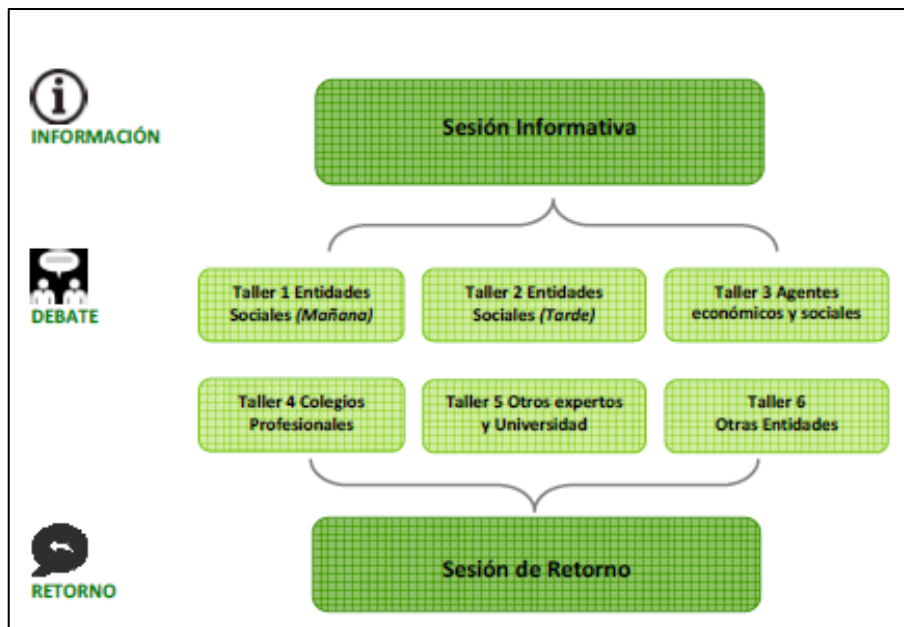 INFORMACIÓN
Sesión Informativa
DEBATE
Taller 1 Entidades
Sociales (Mañana)
Taller 2 Entidades
Sociales (Tarde)
Taller 3 Agentes
económicos y sociales
Taller 4 Colegios
Profesionales
Taller 5 Otros expertos
y Universidad
Taller 6
Otras Entidades
RETORNO
Sesión de Retorno